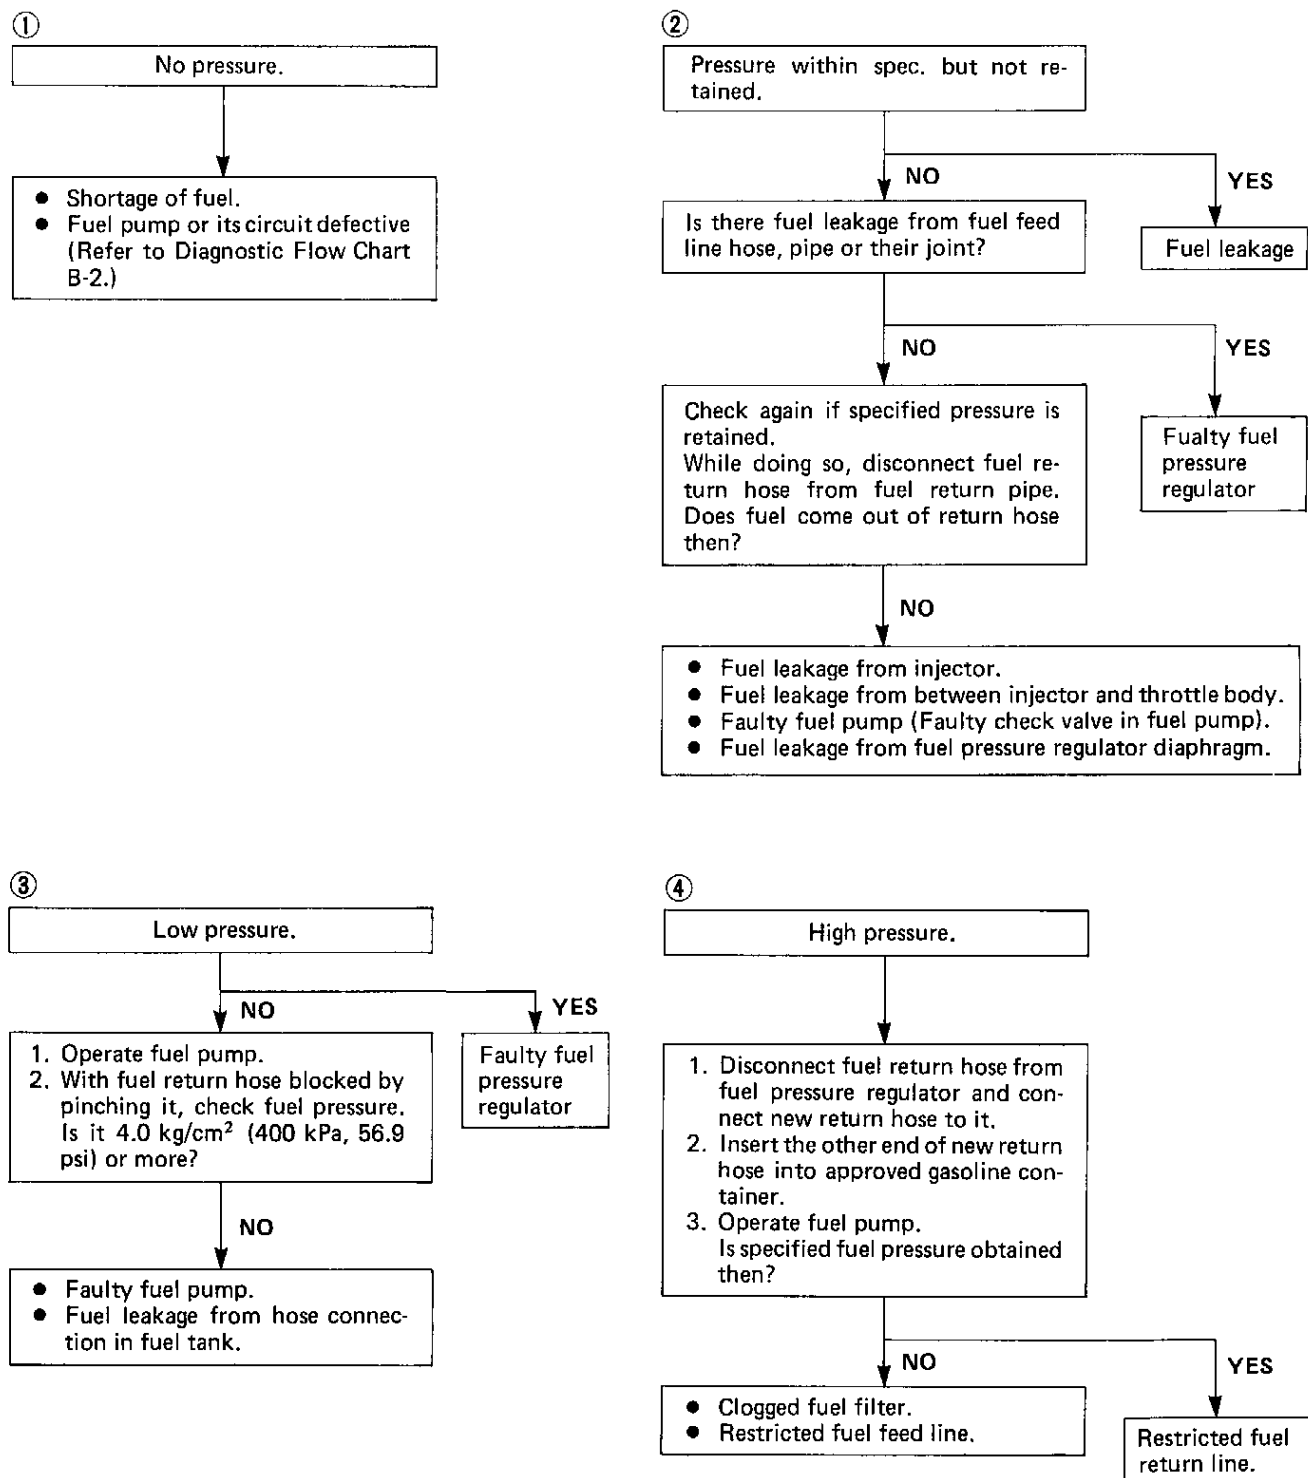 ①
No pressure.
● Shortage of fuel.
● Fuel pump or its circuit defective
(Refer to Diagnostic Flow Chart
B-2.)
②
Pressure within spec. but not re-
tained.
NO
YES
Is there fuel leakage from fuel feed
line hose, pipe or their joint?
Fuel leakage
NO
YES
Check again if specified pressure is
retained.
While doing so, disconnect fuel re-
turn hose from fuel return pipe.
Does fuel come out of return hose
then?
Fualty fuel
pressure
regulator
NO
● Fuel leakage from injector.
● Fuel leakage from between injector and throttle body.
● Faulty fuel pump (Faulty check valve in fuel pump).
● Fuel leakage from fuel pressure regulator diaphragm.
③
Low pressure.
NO
YES
1. Operate fuel pump.
2. With fuel return hose blocked by
pinching it, check fuel pressure.
Is it 4.0 kg/cm² (400 kPa, 56.9
psi) or more?
Faulty fuel
pressure
regulator
NO
● Faulty fuel pump.
● Fuel leakage from hose connec-
tion in fuel tank.
④
High pressure.
1. Disconnect fuel return hose from
fuel pressure regulator and con-
nect new return hose to it.
2. Insert the other end of new return
hose into approved gasoline con-
tainer.
3. Operate fuel pump.
Is specified fuel pressure obtained
then?
NO
YES
● Clogged fuel filter.
● Restricted fuel feed line.
Restricted fuel
return line.